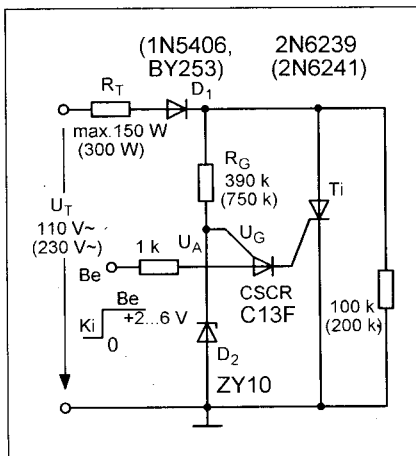 (1N5406,
BY253)
2N6239
(2N6241)
R_T
D_1
max.150 W
(300 W)
R_G
390 k
(750 k)
Ti
U_T
110 V~
(230 V~)
1 k
U_A
U_G
Be
CSCR
C13F
100 k
(200 k)
Be
+2...6 V
Ki
0
D_2
ZY10